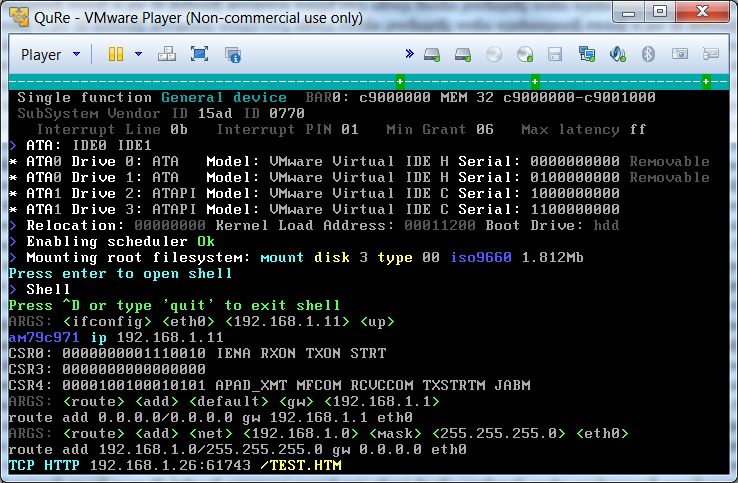 QuRe - VMware Player (Non-commercial use only)
Player
Single function General device BAR0: c9000000 MEM 32 c9000000-c9001000
SubSystem Vendor ID 15ad ID 0770
Interrupt Line 0b Interrupt PIN 01 Min Grant 06 Max latency ff
> ATA: IDE0 IDE1
* ATA0 Drive 0: ATA Model: VMware Virtual IDE H Serial: 0000000000 Removable
* ATA0 Drive 1: ATA Model: VMware Virtual IDE H Serial: 0100000000 Removable
* ATA1 Drive 2: ATAPI Model: VMware Virtual IDE C Serial: 1000000000
* ATA1 Drive 3: ATAPI Model: VMware Virtual IDE C Serial: 1100000000
> Relocation: 00000000 Kernel Load Address: 00011200 Boot Drive: hdd
> Enabling scheduler Ok
> Mounting root filesystem: mount disk 3 type 00 iso9660 1.812Mb
Press enter to open shell
> Shell
Press ^D or type 'quit' to exit shell
ARGS: <ifconfig> <eth0> <192.168.1.11> <up>
am79c971 ip 192.168.1.11
CSR0: 0000000001110010 IENA RXON TXON STRT
CSR3: 0000000000000000
CSR4: 0000100100010101 APAD_XMT MFCOM RCVCCOM TXSTRTM JABM
ARGS: <route> <add> <default> <gw> <192.168.1.1>
route add 0.0.0.0/0.0.0.0 gw 192.168.1.1 eth0
ARGS: <route> <add> <net> <192.168.1.0> <mask> <255.255.255.0> <eth0>
route add 192.168.1.0/255.255.255.0 gw 0.0.0.0 eth0
TCP HTTP 192.168.1.26:61743 /TEST.HTM